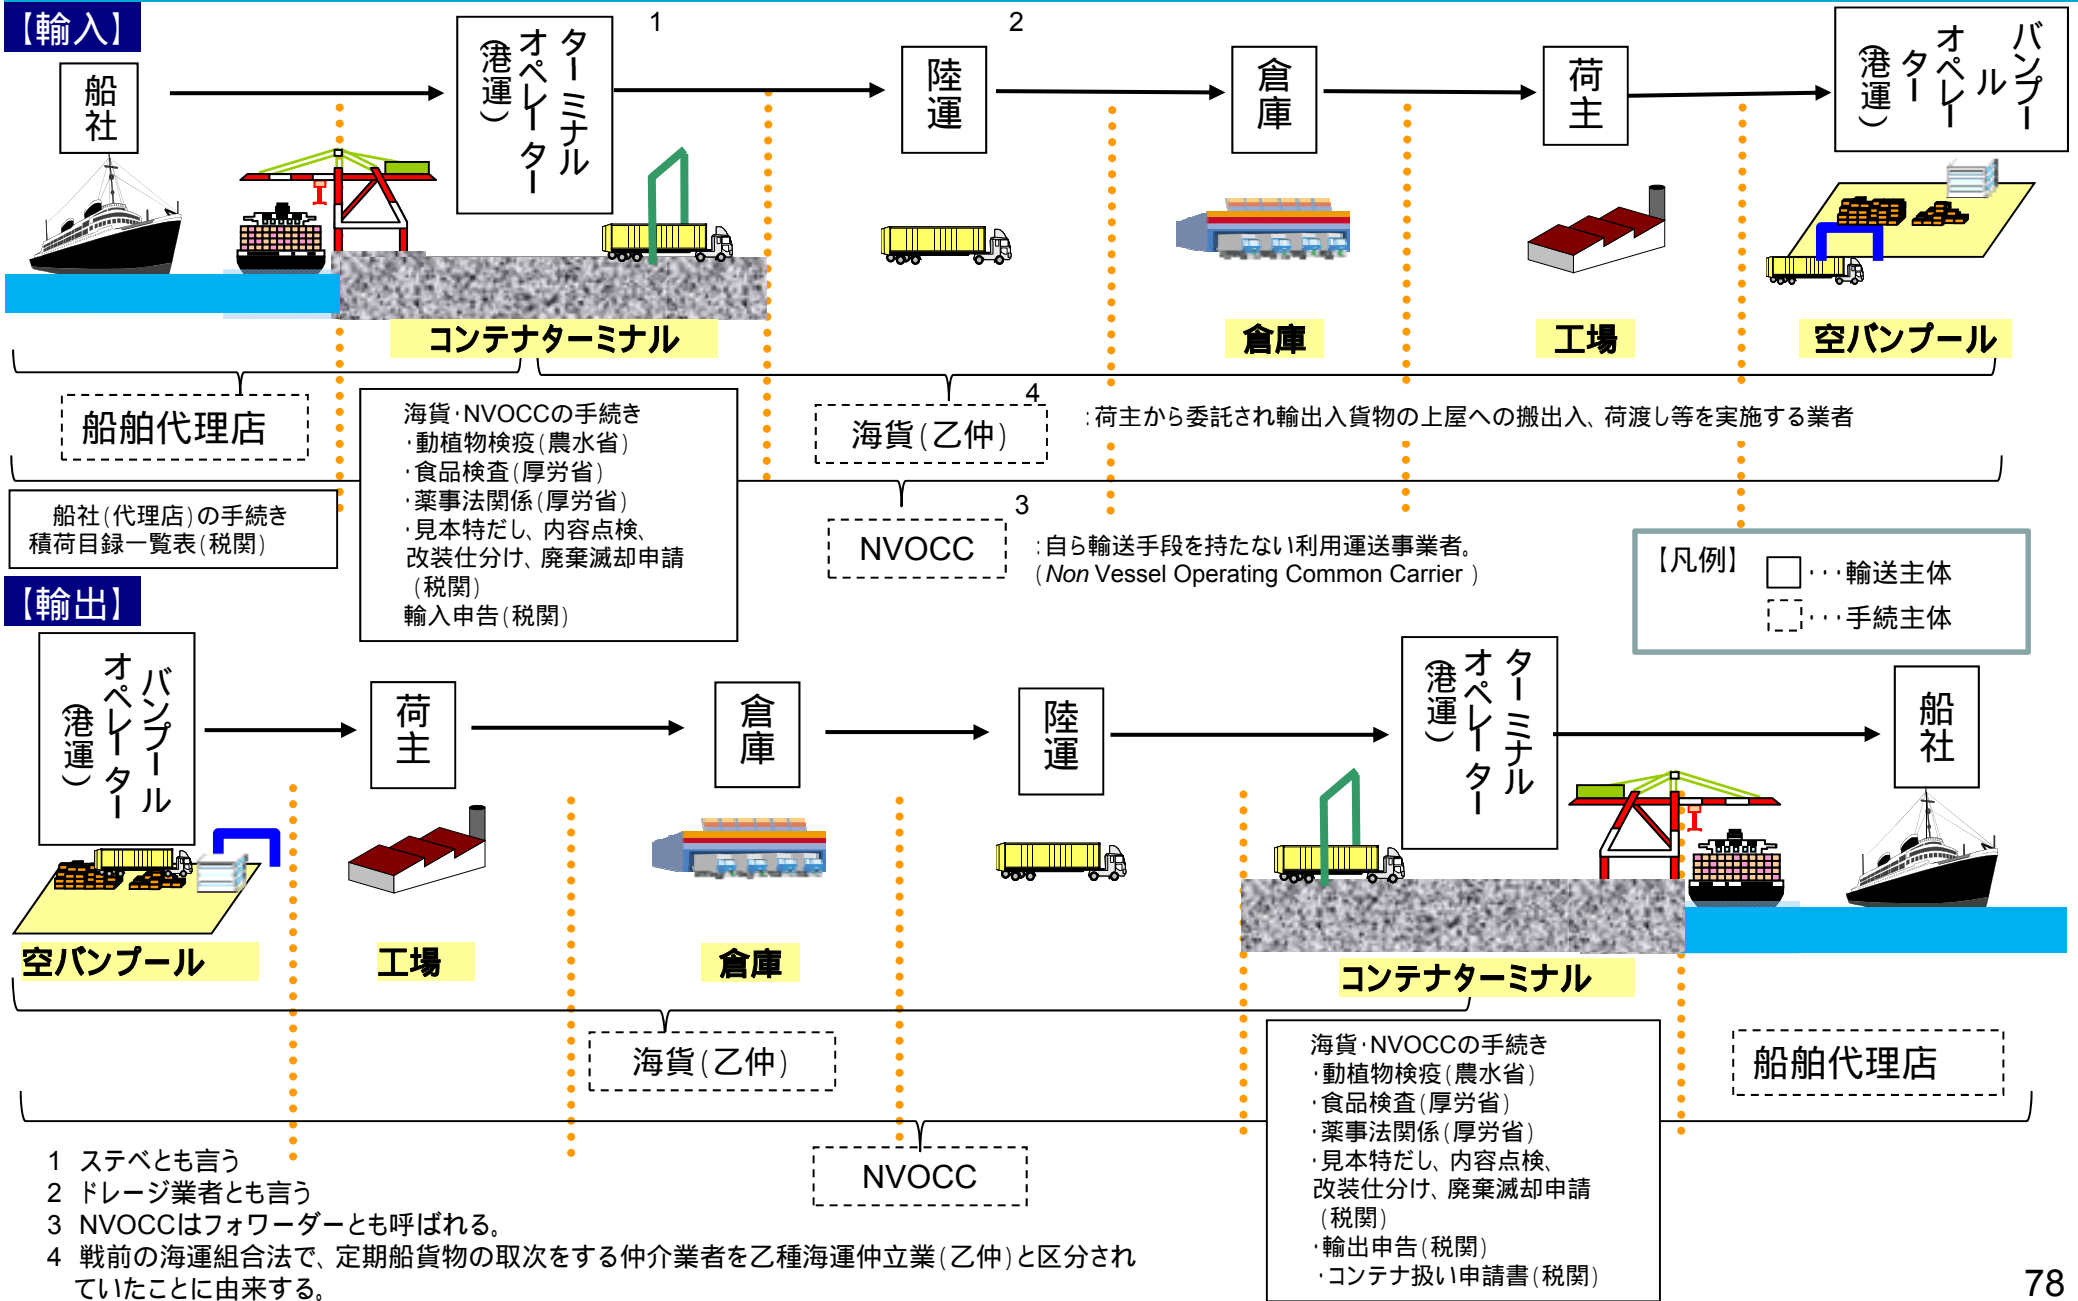 【輸入】
船社
ターミナルオペレーター（港運）
1
陸運
2
倉庫
荷主
バンプールオペレーター（港運）
コンテナターミナル
倉庫
工場
空バンプール
船舶代理店
海貨･NVOCCの手続き
･動植物検疫（農水省）
･食品検査（厚労省）
･薬事法関係（厚労省）
･見本特だし、内容点検、
改装仕分け、廃棄滅却申請
（税関）
輸入申告（税関）
海貨（乙仲）
4
:荷主から委託され輸出入貨物の上屋への搬出入、荷渡し等を実施する業者
船社（代理店）の手続き
積荷目録一覧表（税関）
NVOCC
3
:自ら輸送手段を持たない利用運送事業者。
（Non Vessel Operating Common Carrier ）
【凡例】
･･･輸送主体
･･･手続主体
【輸出】
バンプールオペレーター（港運）
荷主
倉庫
陸運
ターミナルオペレーター（港運）
船社
空バンプール
工場
倉庫
コンテナターミナル
海貨（乙仲）
海貨･NVOCCの手続き
･動植物検疫（農水省）
･食品検査（厚労省）
･薬事法関係（厚労省）
･見本特だし、内容点検、
改装仕分け、廃棄滅却申請
（税関）
･輸出申告（税関）
･コンテナ扱い申請書（税関）
船舶代理店
NVOCC
1 ステベとも言う
2 ドレージ業者とも言う
3 NVOCCはフォワーダーとも呼ばれる。
4 戦前の海運組合法で、定期船貨物の取次をする仲介業者を乙種海運仲立業（乙仲）と区分され
ていたことに由来する。
78